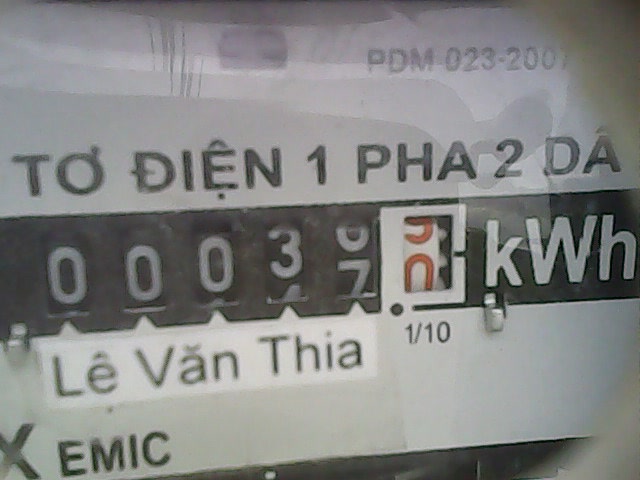 PDM 023-200
TƠ ĐIỆN 1 PHA 2 DÂ
0 0 0 3 kWh
1/10
Lê Văn Thia
EMIC